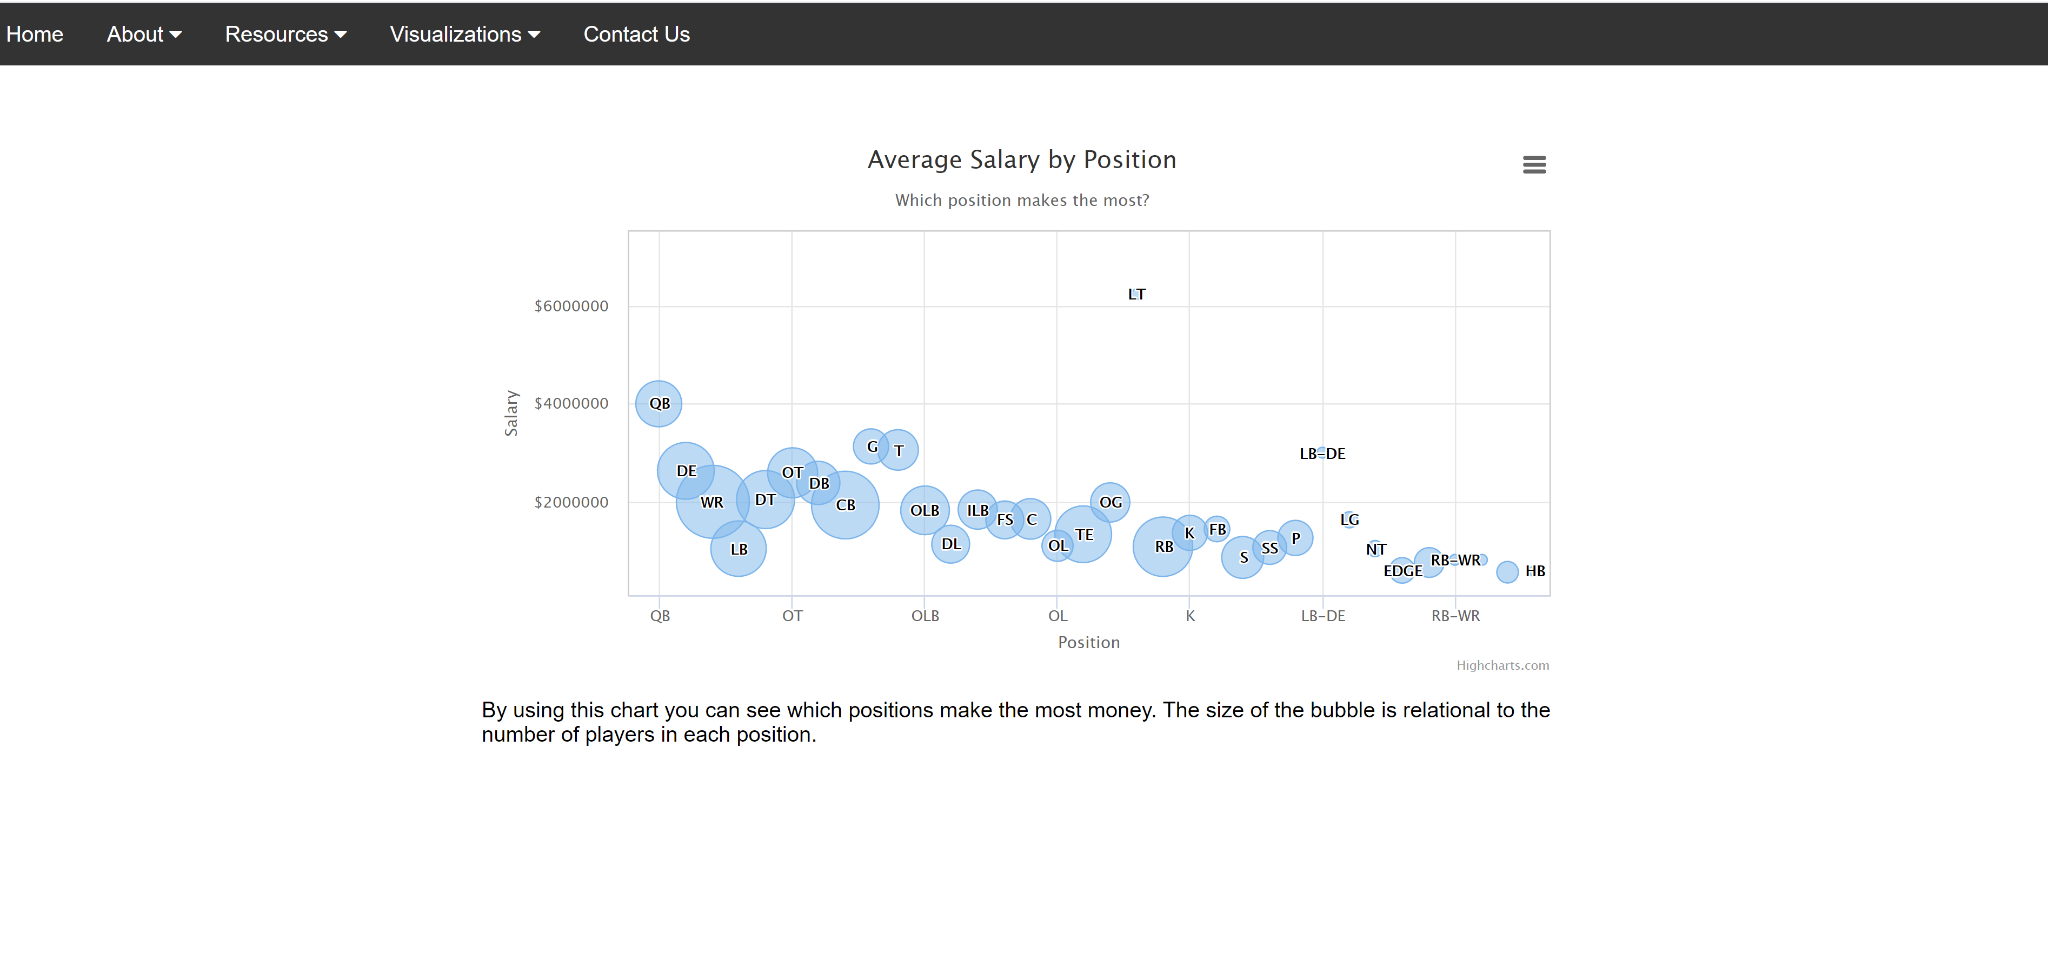 Home About Resources Visualizations Contact Us
Average Salary by Position
Which position makes the most?
LT
$6000000
QB
$4000000
G T
LB-DE
DE
OT
DB
$2000000
WR DT CB OG
OLB ILB FS C
LG
K FB
TE
P
DL OL RB SS
LB
NT
S
RB-WR
EDGE HB
Salary
QB OT OLB OL K LB-DE RB-WR
Position
Highcharts.com
By using this chart you can see which positions make the most money. The size of the bubble is relational to the
number of players in each position.